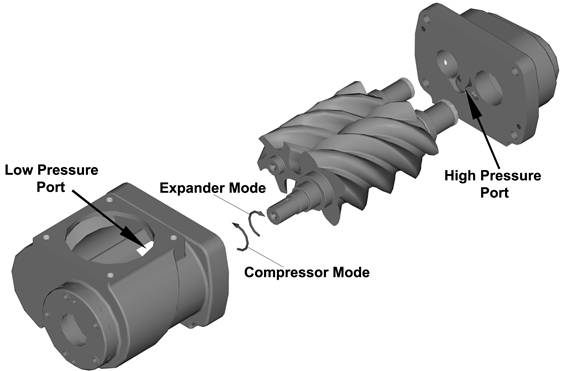 Low Pressure
Port
Expander Mode
Compressor Mode
High Pressure
Port